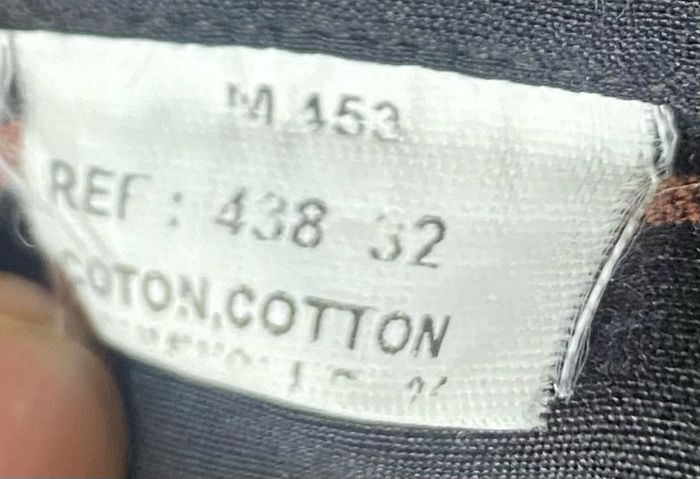 M 453
REF : 438 32
COTON,COTTON